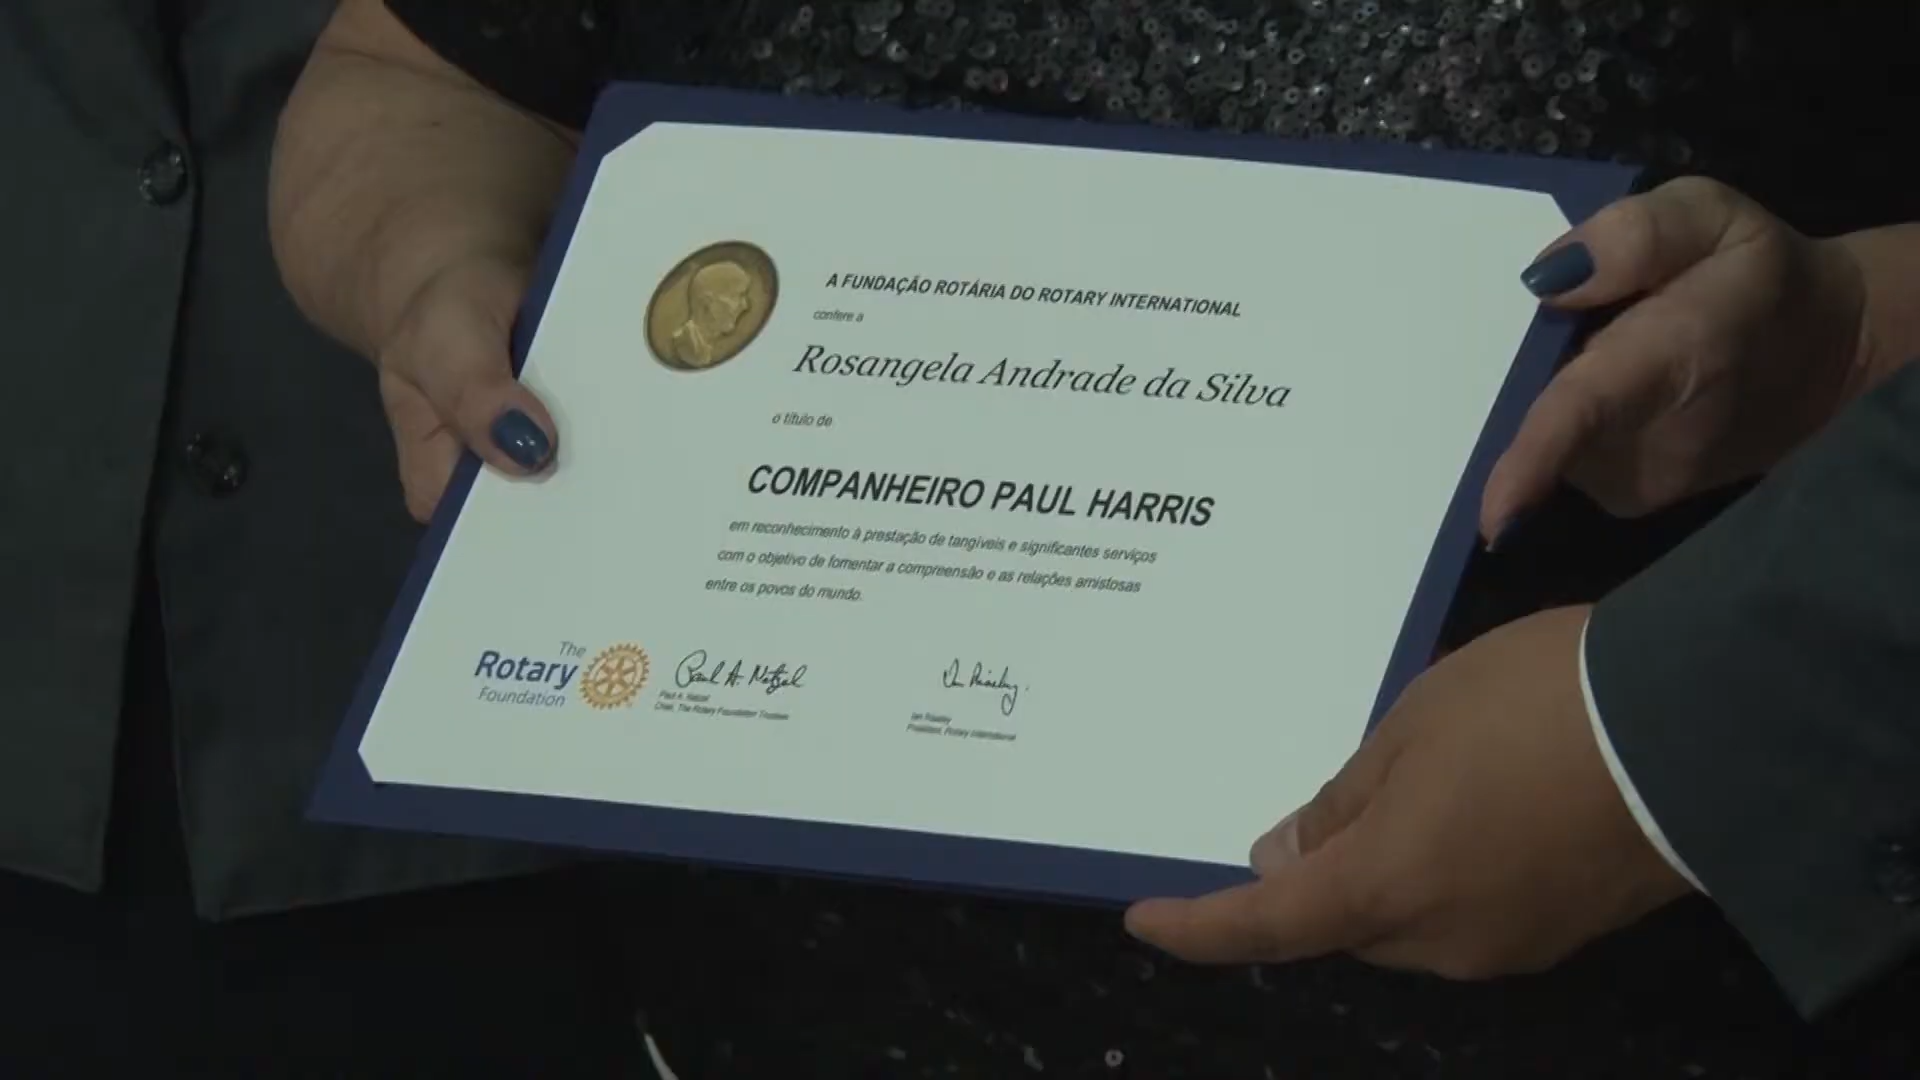 A FUNDAÇÃO ROTÁRIA DO ROTARY INTERNATIONAL
confere a
Rosangela Andrade da Silva
o título de
COMPANHEIRO PAUL HARRIS
em reconhecimento à prestação de tangíveis e significantes serviços
com o objetivo de fomentar a compreensão e as relações amistosas
entre os povos do mundo.
The
Rotary
Foundation
Paul A. Netzel
Paul A. Netzel
Chair, The Rotary Foundation Trustees
Ian Riseley
President, Rotary International